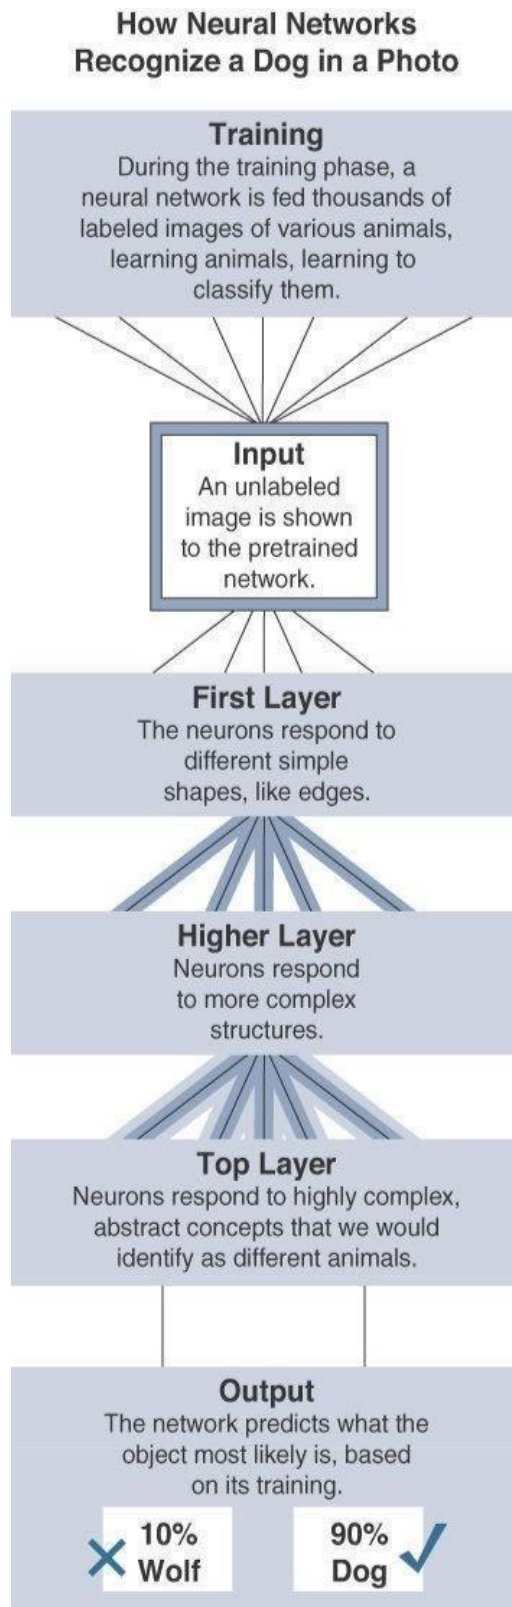 How Neural Networks
Recognize a Dog in a Photo
Training
During the training phase, a
neural network is fed thousands of
labeled images of various animals,
learning animals, learning to
classify them.
Input
An unlabeled
image is shown
to the pretrained
network.
First Layer
The neurons respond to
different simple
shapes, like edges.
Higher Layer
Neurons respond
to more complex
structures.
Top Layer
Neurons respond to highly complex,
abstract concepts that we would
identify as different animals.
Output
The network predicts what the
object most likely is, based
on its training.
10%
Wolf
90%
Dog